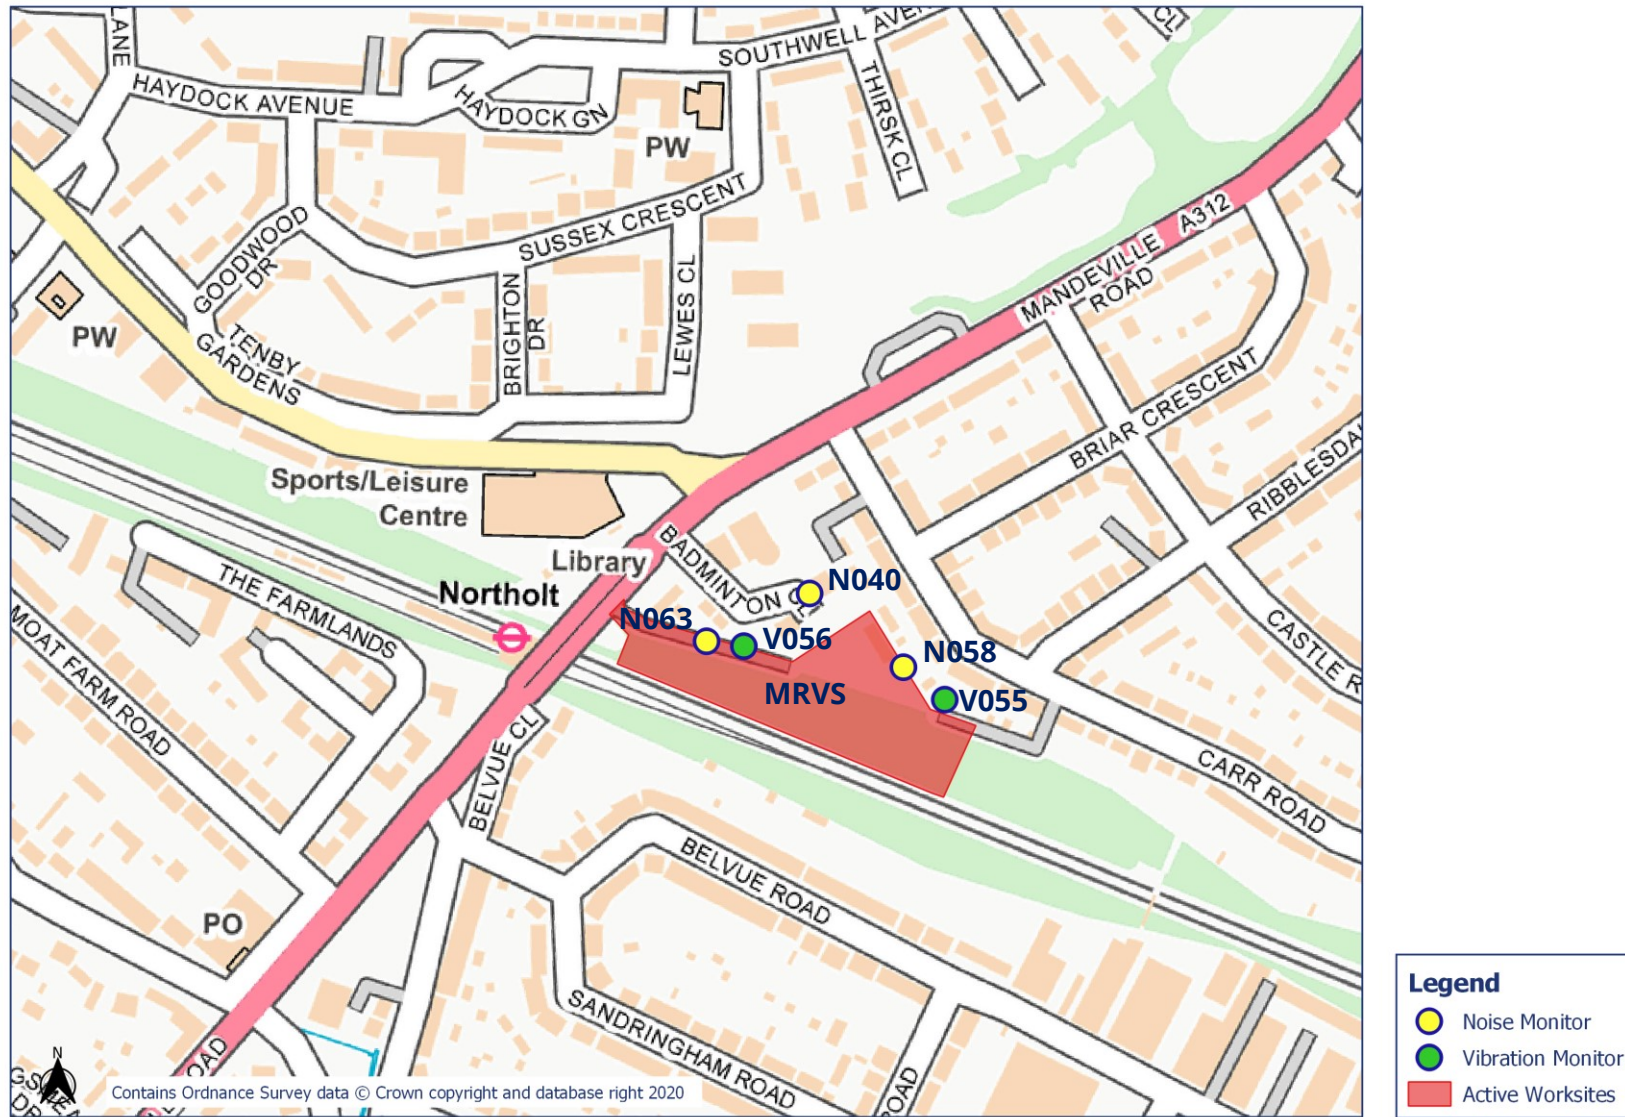 LANE
SOUTHWELL AVEN
CL
HAYDOCK AVENUE
HAYDOCK GN
THIRSK CL
PW
SUSSEX CRESCENT
MANDEVILLE
ROAD
A312
GOODWOOD
DR
PW
TENBY
GARDENS
BRIGHTON
DR
LEWES CL
BRIAR CRESCENT
RIBBLESDA
Sports/Leisure
Centre
Library
BADMINTON CL
Northolt
THE FARMLANDS
MOAT FARM ROAD
N040
N063
V056
N058
MRVS
V055
CASTLE R
CARR ROAD
BELVUE CL
BELVUE ROAD
PO
SANDRINGHAM ROAD
ROAD
OAD
N
Contains Ordnance Survey data © Crown copyright and database right 2020
Legend
Noise Monitor
Vibration Monitor
Active Worksites